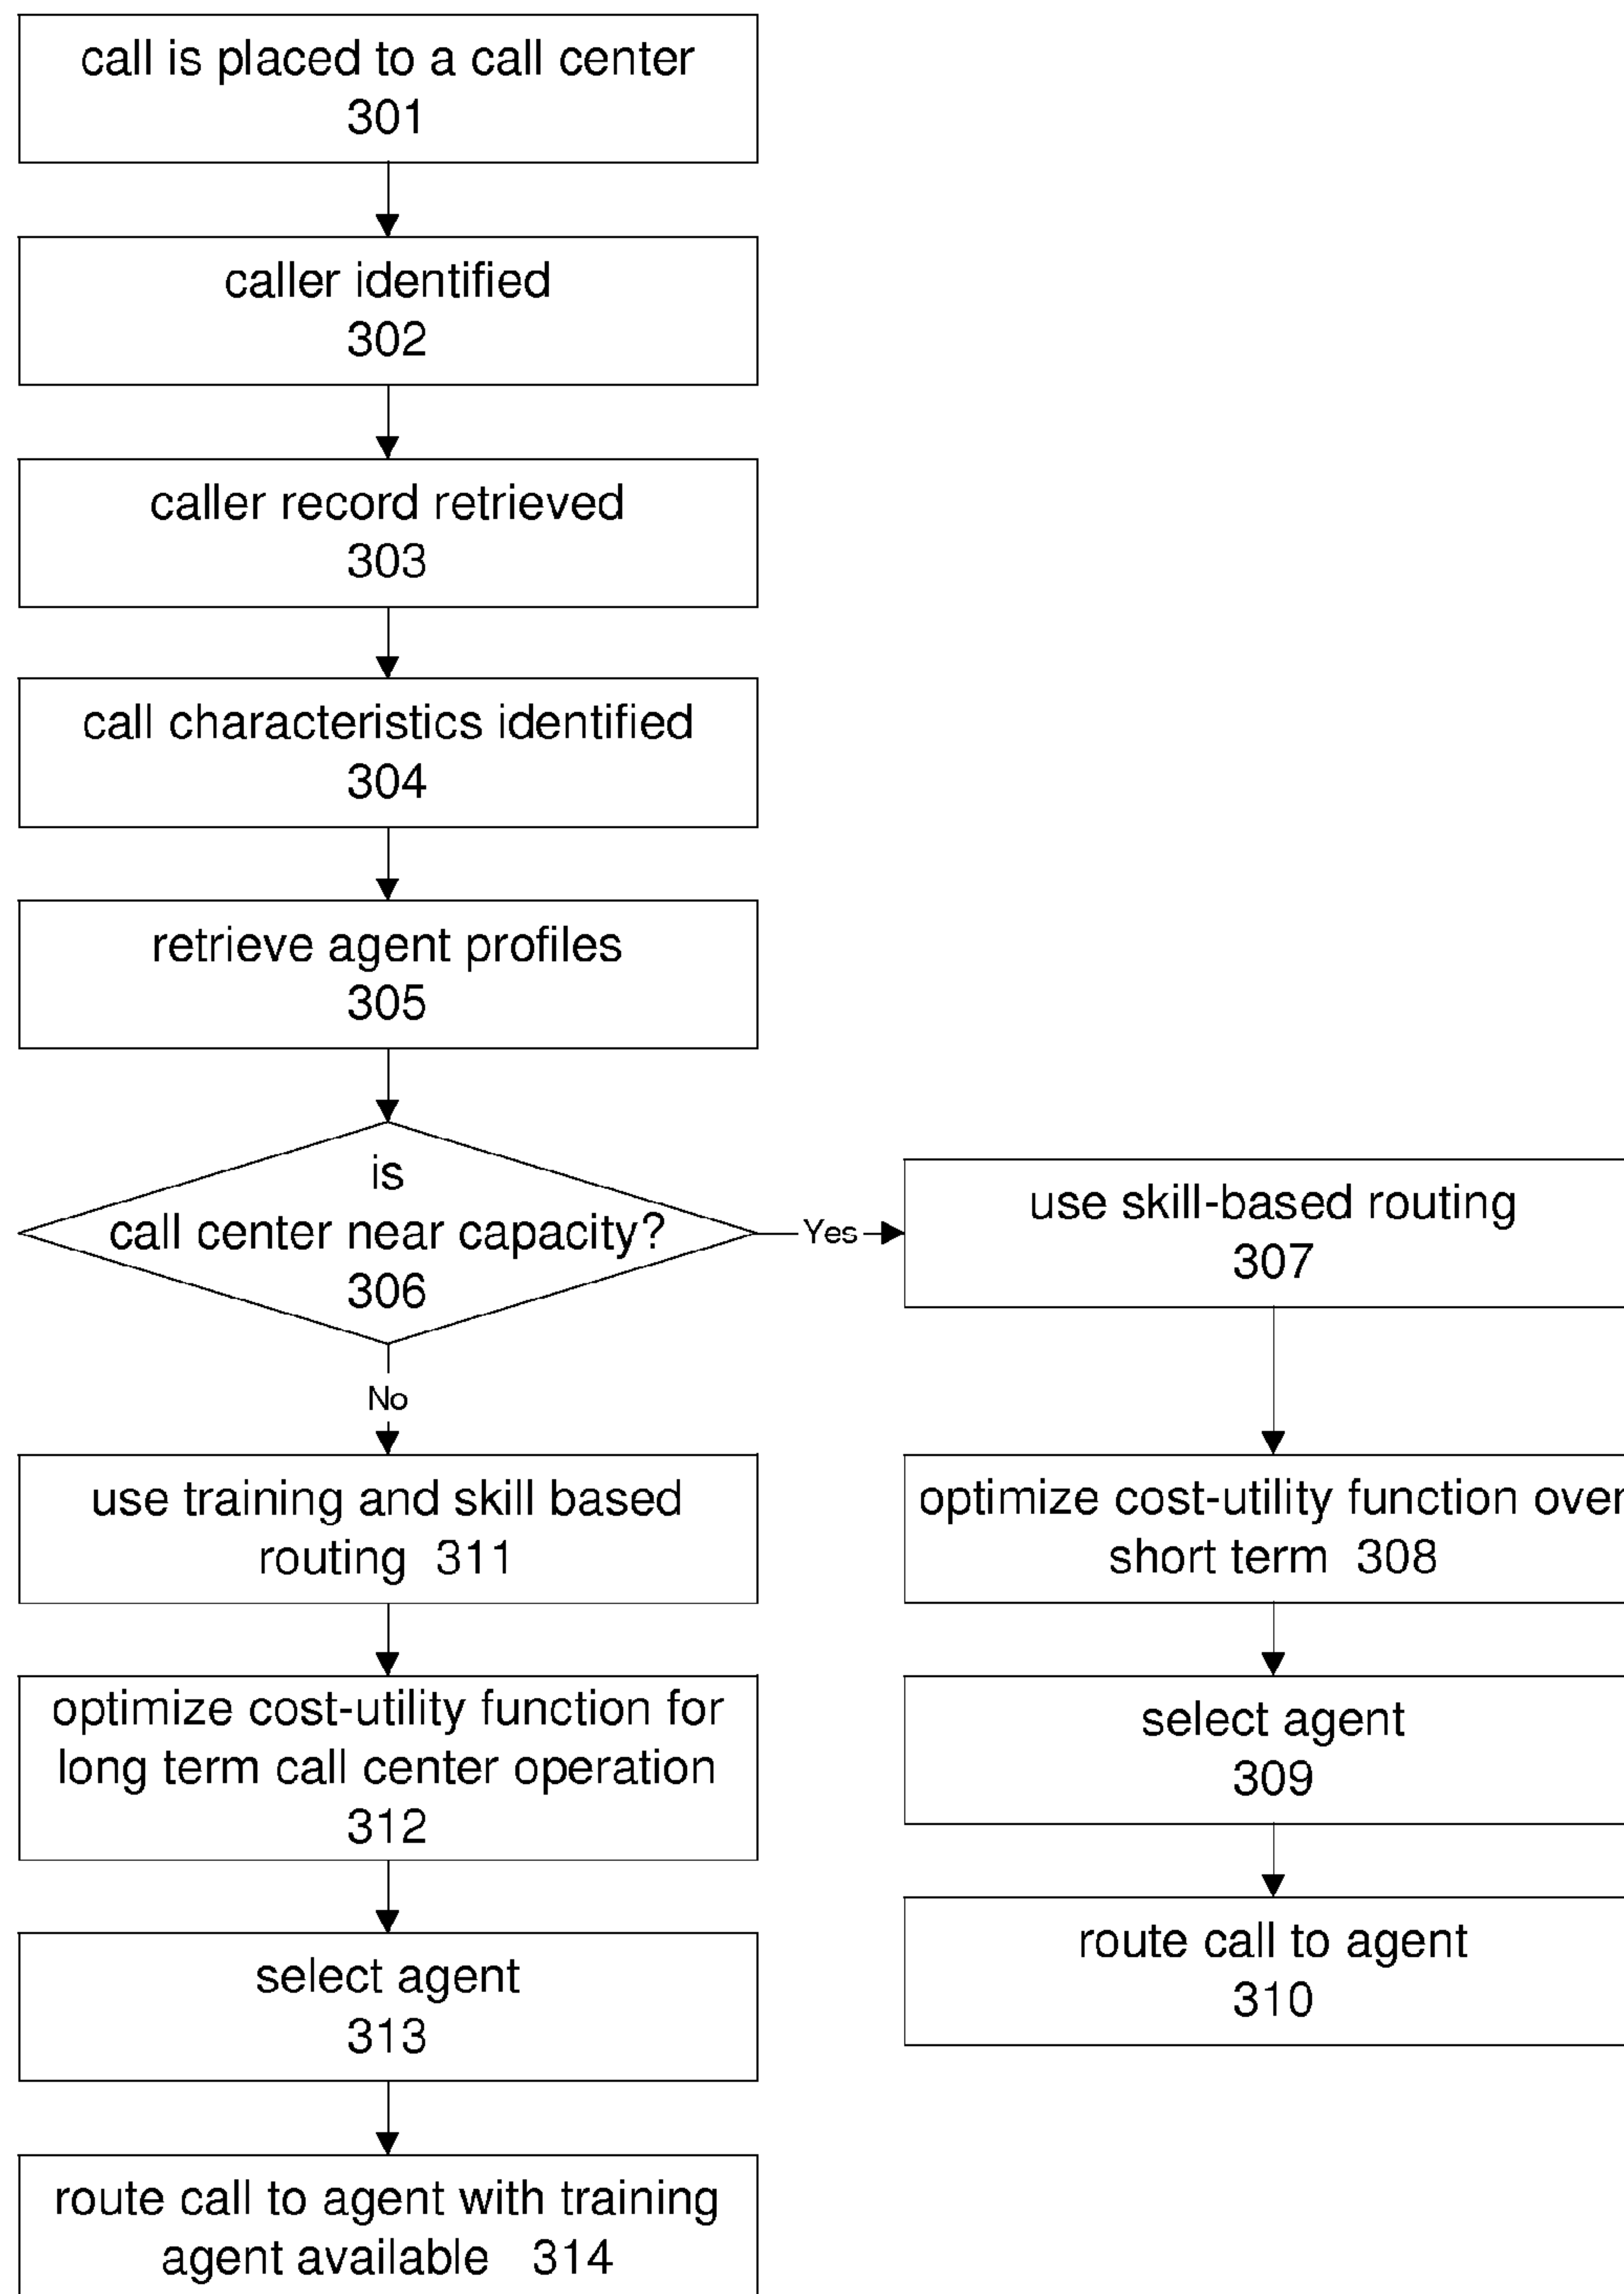 call is placed to a call center
301
caller identified
302
caller record retrieved
303
call characteristics identified
304
retrieve agent profiles
305
is
call center near capacity?
306
Yes
use skill-based routing
307
optimize cost-utility function over
short term 308
select agent
309
route call to agent
310
No
use training and skill based
routing 311
optimize cost-utility function for
long term call center operation
312
select agent
313
route call to agent with training
agent available 314